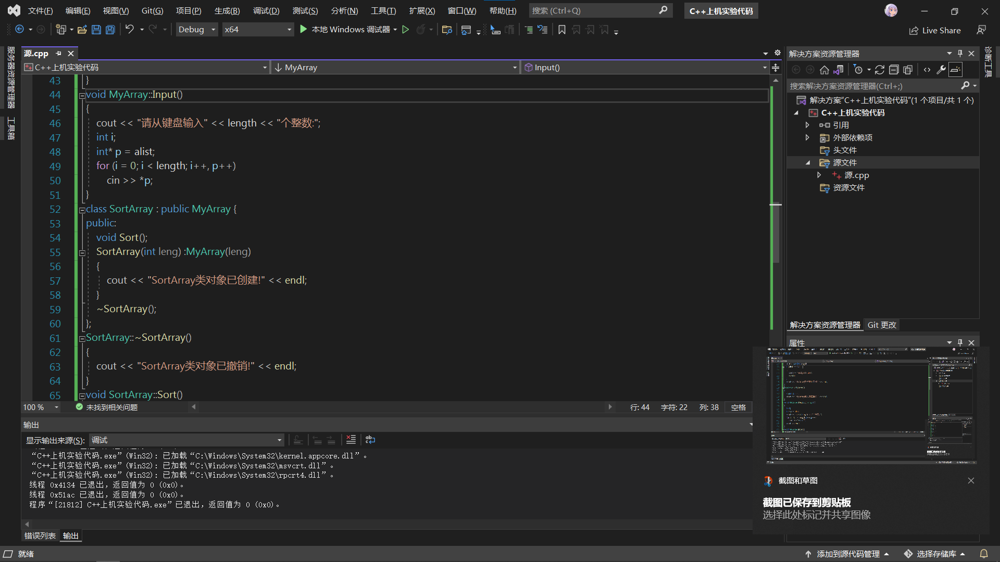 文件(F) 编辑(E) 视图(V) Git(G) 项目(P) 生成(B) 调试(D) 测试(S) 分析(N) 工具(T) 扩展(X) 窗口(W) 帮助(H) 搜索 (Ctrl+Q) C++上机实验代码
Debug x64 本地 Windows 调试器 Live Share
服务器资源管理器
工具箱
源.cpp
C++上机实验代码 MyArray Input()
43 }
44 void MyArray::Input()
45 {
46 cout << "请从键盘输入" << length << "个整数:";
47 int i;
48 int* p = alist;
49 for (i = 0; i < length; i++, p++)
50 cin >> *p;
51 }
52 class SortArray : public MyArray {
53 public:
54 void Sort();
55 SortArray(int leng) :MyArray(leng)
56 {
57 cout << "SortArray类对象已创建!" << endl;
58 }
59 ~SortArray();
60 };
61 SortArray::~SortArray()
62 {
63 cout << "SortArray类对象已撤销!" << endl;
64 }
65 void SortArray::Sort()
100 % 未找到相关问题 行: 44 字符: 22 列: 38 空格
输出
显示输出来源(S): 调试
“C++上机实验代码.exe”(Win32): 已加载“C:\Windows\System32\kernel.appcore.dll”。
“C++上机实验代码.exe”(Win32): 已加载“C:\Windows\System32\msvcrt.dll”。
“C++上机实验代码.exe”(Win32): 已加载“C:\Windows\System32\rpcrt4.dll”。
线程 0x4134 已退出，返回值为 0 (0x0)。
线程 0x51ac 已退出，返回值为 0 (0x0)。
程序“[21812] C++上机实验代码.exe”已退出，返回值为 0 (0x0)。
错误列表 输出
解决方案资源管理器
搜索解决方案资源管理器(Ctrl+;)
解决方案“C++上机实验代码”(1 个项目/共 1 个)
C++上机实验代码
引用
外部依赖项
头文件
源文件
源.cpp
资源文件
解决方案资源管理器 Git 更改
属性
诊断工具
截图和草图
截图已保存到剪贴板
选择此处标记并共享图像
就绪 添加到源代码管理 选择存储库